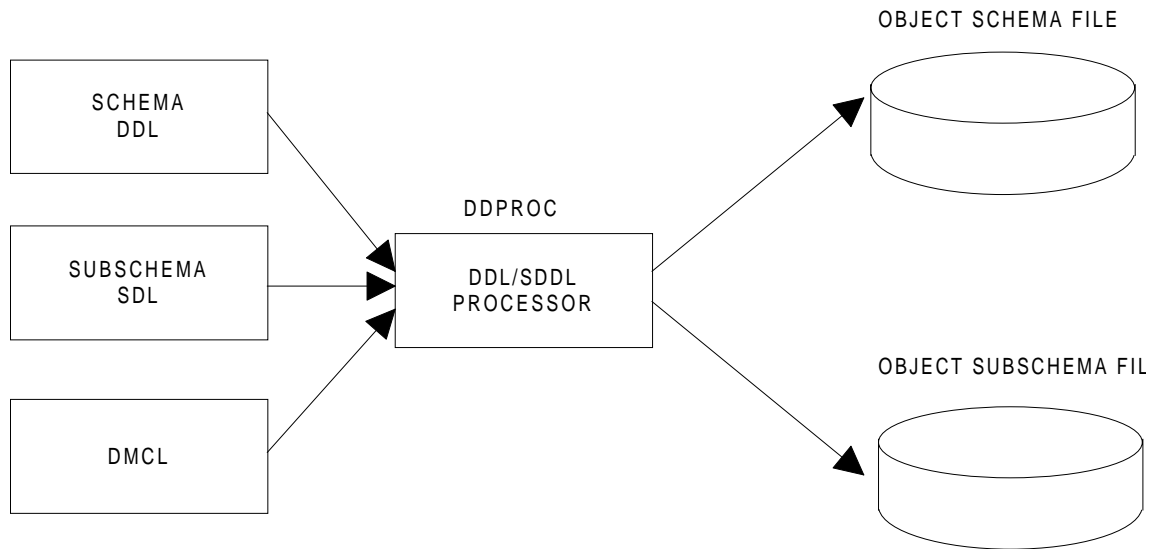 OBJECT SCHEMA FILE
SCHEMA
DDL
DDPROC
SUBSCHEMA
SDL
DDL/SDDL
PROCESSOR
OBJECT SUBSCHEMA FIL
DMCL